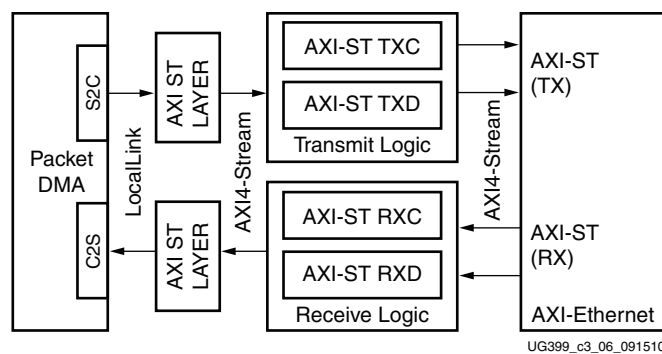 Packet
DMA
S2C
C2S
LocalLink
AXI ST
LAYER
AXI ST
LAYER
AXI4-Stream
AXI-ST TXC
AXI-ST TXD
Transmit Logic
AXI-ST RXC
AXI-ST RXD
Receive Logic
AXI4-Stream
AXI-ST
(TX)
AXI-ST
(RX)
AXI-Ethernet
UG399_c3_06_091510